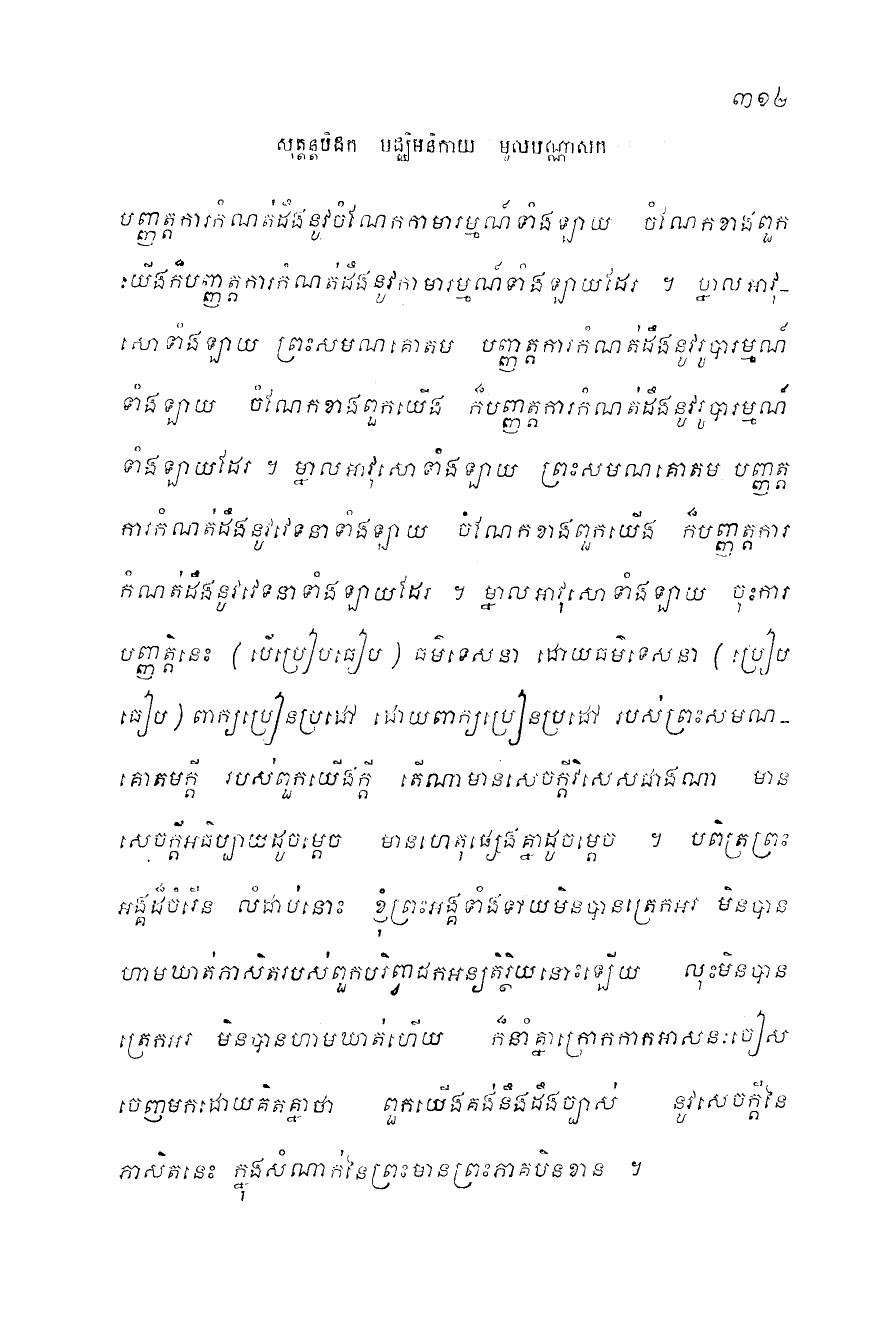 ៣១២
សុត្តន្តបិដក មជ្ឈិមនិកាយ មូលបណ្ណាសក
បញ្ញត្តការកំណត់ដឹងនូវចំណែកកាមារម្មណ៍ទាំងឡាយ ចំណែកខាងពួក
យើងក៏បញ្ញត្តការកំណត់ដឹងនូវកាមារម្មណ៍ទាំងឡាយដែរ ។ ម្នាលអាវុ-
សោទាំងឡាយ ព្រះសមណគោតម បញ្ញត្តការកំណត់ដឹងនូវរូបារម្មណ៍
ទាំងឡាយ ចំណែកខាងពួកយើង ក៏បញ្ញត្តការកំណត់ដឹងនូវរូបារម្មណ៍
ទាំងឡាយដែរ ។ ម្នាលអាវុសោទាំងឡាយ ព្រះសមណគោតម បញ្ញត្ត
ការកំណត់ដឹងនូវវេទនាទាំងឡាយ ចំណែកខាងពួកយើង ក៏បញ្ញត្តការ
កំណត់ដឹងនូវវេទនាទាំងឡាយដែរ ។ ម្នាលអាវុសោទាំងឡាយ ចុះការ
បញ្ញត្តិនេះ (បើប្រៀបធៀប) ធម៌ទេសនា ដោយធម៌ទេសនា (ប្រៀប
ធៀប) ពាក្យប្រៀនប្រដៅ ដោយពាក្យប្រៀនប្រដៅ របស់ព្រះសមណ-
គោតមក្តី របស់ពួកយើងក្តី តើណាមានសេចក្តីវិសេសដាងណា មាន
សេចក្តីអធិប្បាយដូចម្តេច មានហេតុផ្សេងគ្នាដូចម្តេច ។ បពិត្រព្រះ
អង្គដ៏ចំរើន លំដាប់នោះ ខ្ញុំព្រះអង្គទាំងទ្វាយមិនបានត្រេកអរ មិនបាន
ហាមឃាត់ភាសិតរបស់ពួកបរិព្វាជកអន្យតិរ្ថិយនោះឡើយ លុះមិនបាន
ត្រេកអរ មិនបានហាមឃាត់ហើយ ក៏នាំគ្នាក្រោកកាកអាសនៈចៀស
ចេញមកដោយគិតគ្នាថា ពួកយើងគង់នឹងដឹងច្បាស់ នូវសេចក្តីនៃ
ភាសិតនេះ ក្នុងសំណាក់នៃព្រះមានព្រះភាគបិនខាន ។